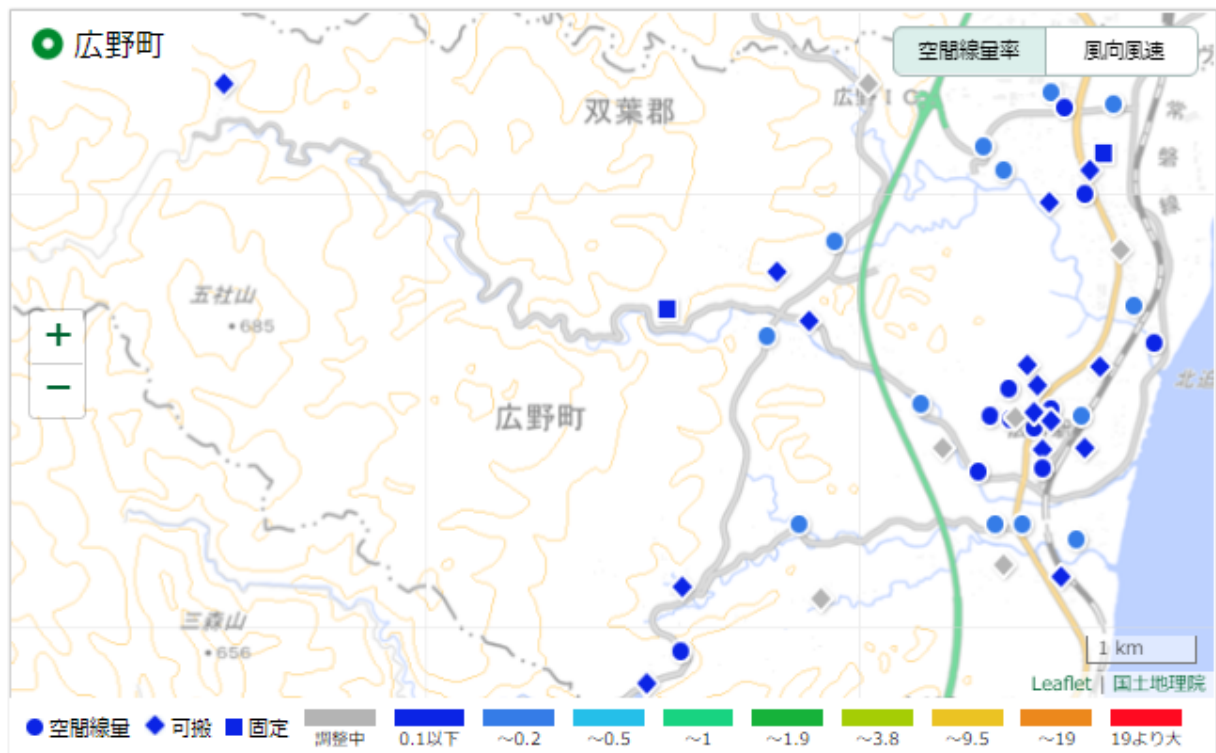 広野町
空間線量率
風向風速
双葉郡
常磐線
五社山
・685
+
−
北迫
広野町
三森山
・656
1 km
Leaflet | 国土地理院
空間線量 可搬 固定 調整中 0.1以下 ～0.2 ～0.5 ～1 ～1.9 ～3.8 ～9.5 ～19 19より大